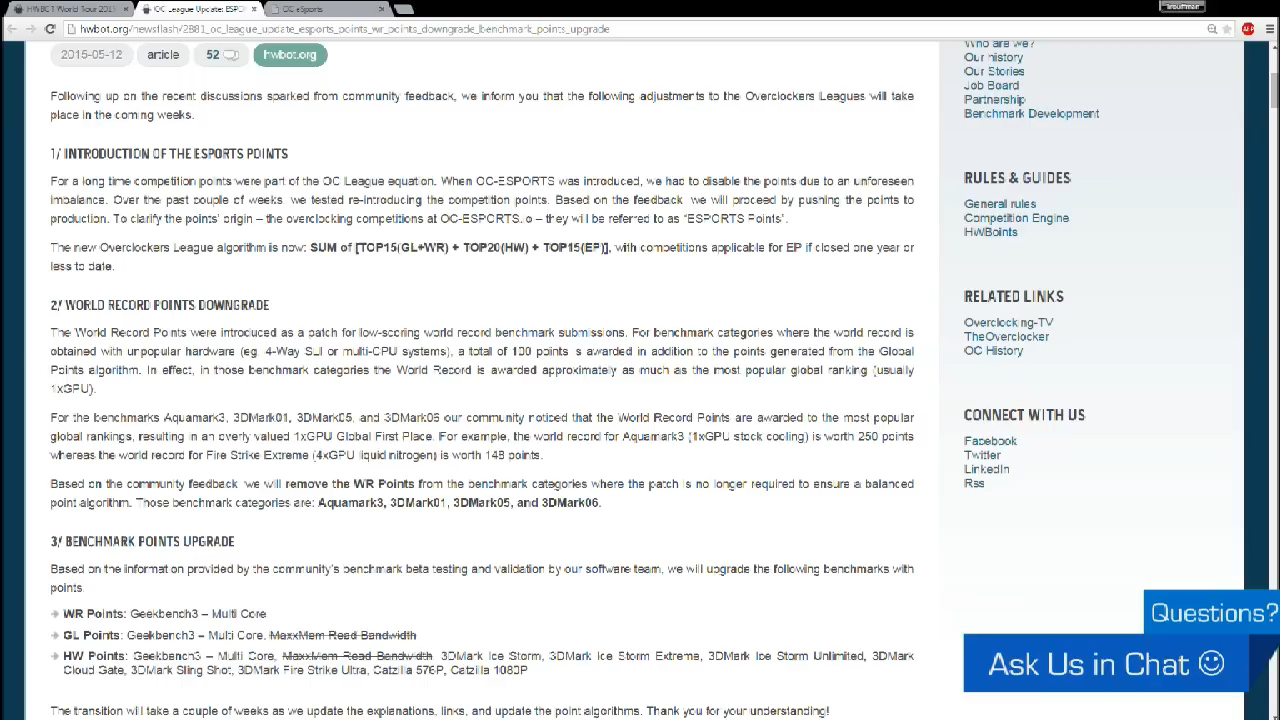 HWBOT World Tour 201
OC League Update: ESPO
OC eSports
hwbot.org/newsflash/2881_oc_league_update_esports_points_wr_points_downgrade_benchmark_points_upgrade
2015-05-12 article 52 hwbot.org
Following up on the recent discussions sparked from community feedback, we inform you that the following adjustments to the Overclockers Leagues will take
place in the coming weeks.
1/ INTRODUCTION OF THE ESPORTS POINTS
For a long time competition points were part of the OC League equation. When OC-ESPORTS was introduced, we had to disable the points due to an unforeseen
imbalance. Over the past couple of weeks, we tested re-introducing the competition points. Based on the feedback, we will proceed by pushing the points to
production. To clarify the points' origin – the overclocking competitions at OC-ESPORTS.io – they will be referred to as "ESPORTS Points".
The new Overclockers League algorithm is now: SUM of [TOP15(GL+WR) + TOP20(HW) + TOP15(EP)], with competitions applicable for EP if closed one year or
less to date.
2/ WORLD RECORD POINTS DOWNGRADE
The World Record Points were introduced as a patch for low-scoring world record benchmark submissions. For benchmark categories where the world record is
obtained with unpopular hardware (eg. 4-Way SLI or multi-CPU systems), a total of 100 points is awarded in addition to the points generated from the Global
Points algorithm. In effect, in those benchmark categories the World Record is awarded approximately as much as the most popular global ranking (usually
1xGPU).
For the benchmarks Aquamark3, 3DMark01, 3DMark05, and 3DMark06 our community noticed that the World Record Points are awarded to the most popular
global rankings, resulting in an overly valued 1xGPU Global First Place. For example, the world record for Aquamark3 (1xGPU stock cooling) is worth 250 points
whereas the world record for Fire Strike Extreme (4xGPU liquid nitrogen) is worth 148 points.
Based on the community feedback we will remove the WR Points from the benchmark categories where the patch is no longer required to ensure a balanced
point algorithm. Those benchmark categories are: Aquamark3, 3DMark01, 3DMark05, and 3DMark06.
3/ BENCHMARK POINTS UPGRADE
Based on the information provided by the community's benchmark beta testing and validation by our software team, we will upgrade the following benchmarks with
points.
WR Points: Geekbench3 – Multi Core
GL Points: Geekbench3 – Multi Core, MaxxMem Read Bandwidth
HW Points: Geekbench3 – Multi Core, MaxxMem Read Bandwidth 3DMark Ice Storm, 3DMark Ice Storm Extreme, 3DMark Ice Storm Unlimited, 3DMark
Cloud Gate, 3DMark Sling Shot, 3DMark Fire Strike Ultra, Catzilla 576P, Catzilla 1080P
The transition will take a couple of weeks as we update the explanations, links, and update the point algorithms. Thank you for your understanding!
Who are we?
Our history
Our Stories
Job Board
Partnership
Benchmark Development
RULES & GUIDES
General rules
Competition Engine
HWBoints
RELATED LINKS
Overclocking-TV
TheOverclocker
OC History
CONNECT WITH US
Facebook
Twitter
LinkedIn
Rss
Questions?
Ask Us in Chat